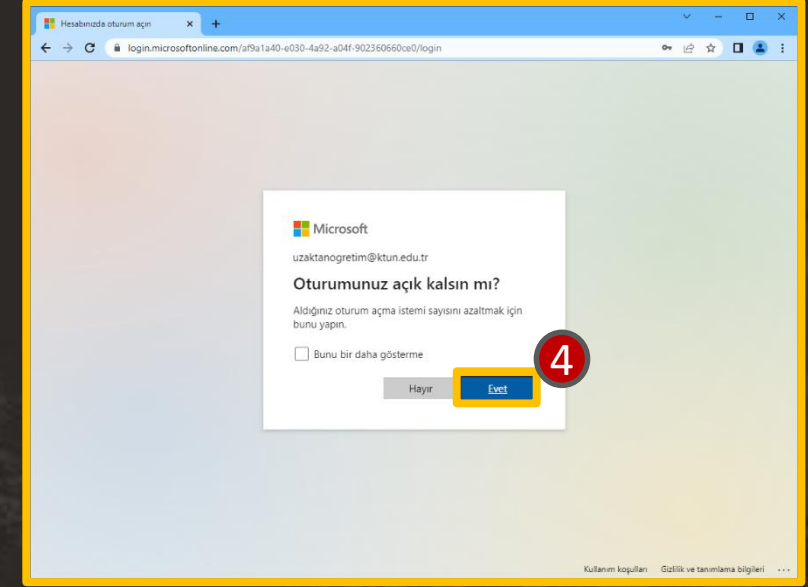 Hesabınızda oturum açın
login.microsoftonline.com/af9a1a40-e030-4a92-a04f-902360660ce0/login
Microsoft
uzaktanogretim@ktun.edu.tr
Oturumunuz açık kalsın mı?
Aldığınız oturum açma istemi sayısını azaltmak için
bunu yapın.
Bunu bir daha gösterme
4
Hayır Evet
Kullanım koşulları Gizlilik ve tanımlama bilgileri ...